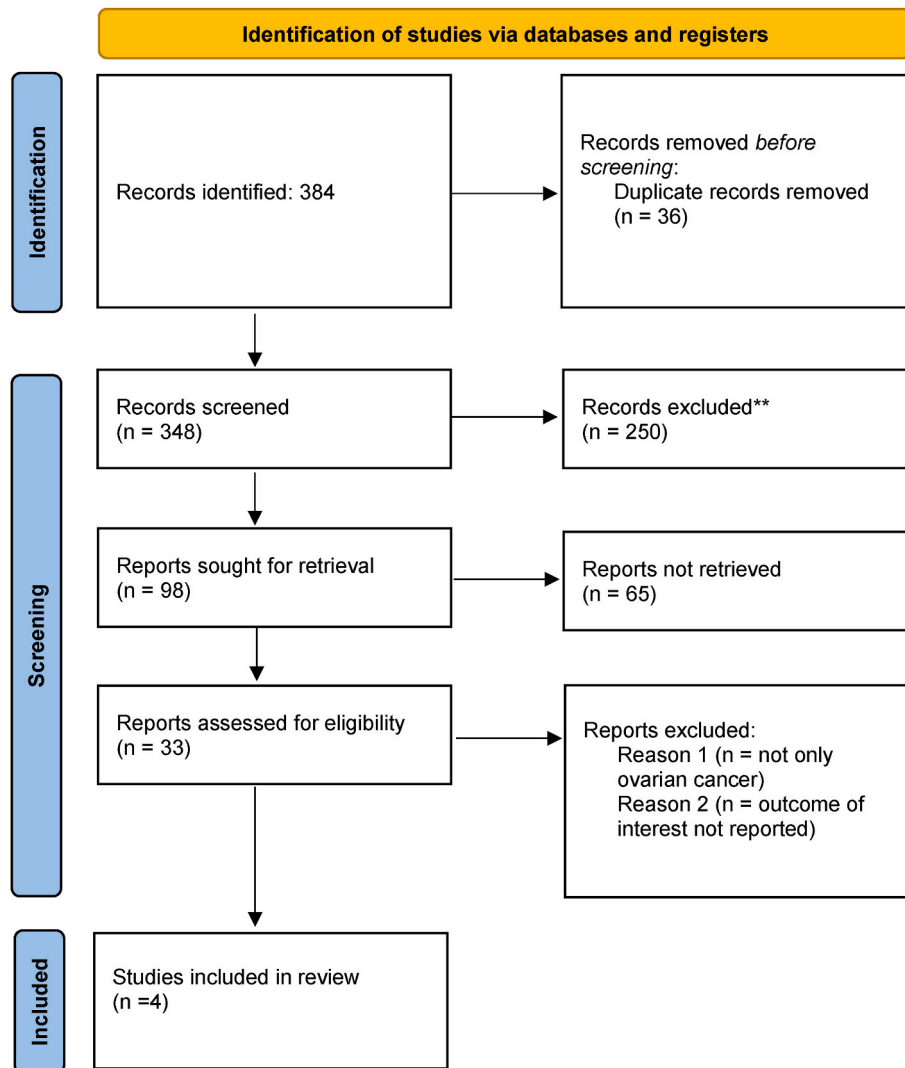 Identification of studies via databases and registers
Identification
Records identified: 384
Records removed before
screening:
Duplicate records removed
(n = 36)
Screening
Records screened
(n = 348)
Records excluded**
(n = 250)
Reports sought for retrieval
(n = 98)
Reports not retrieved
(n = 65)
Reports assessed for eligibility
(n = 33)
Reports excluded:
Reason 1 (n = not only
ovarian cancer)
Reason 2 (n = outcome of
interest not reported)
Included
Studies included in review
(n =4)